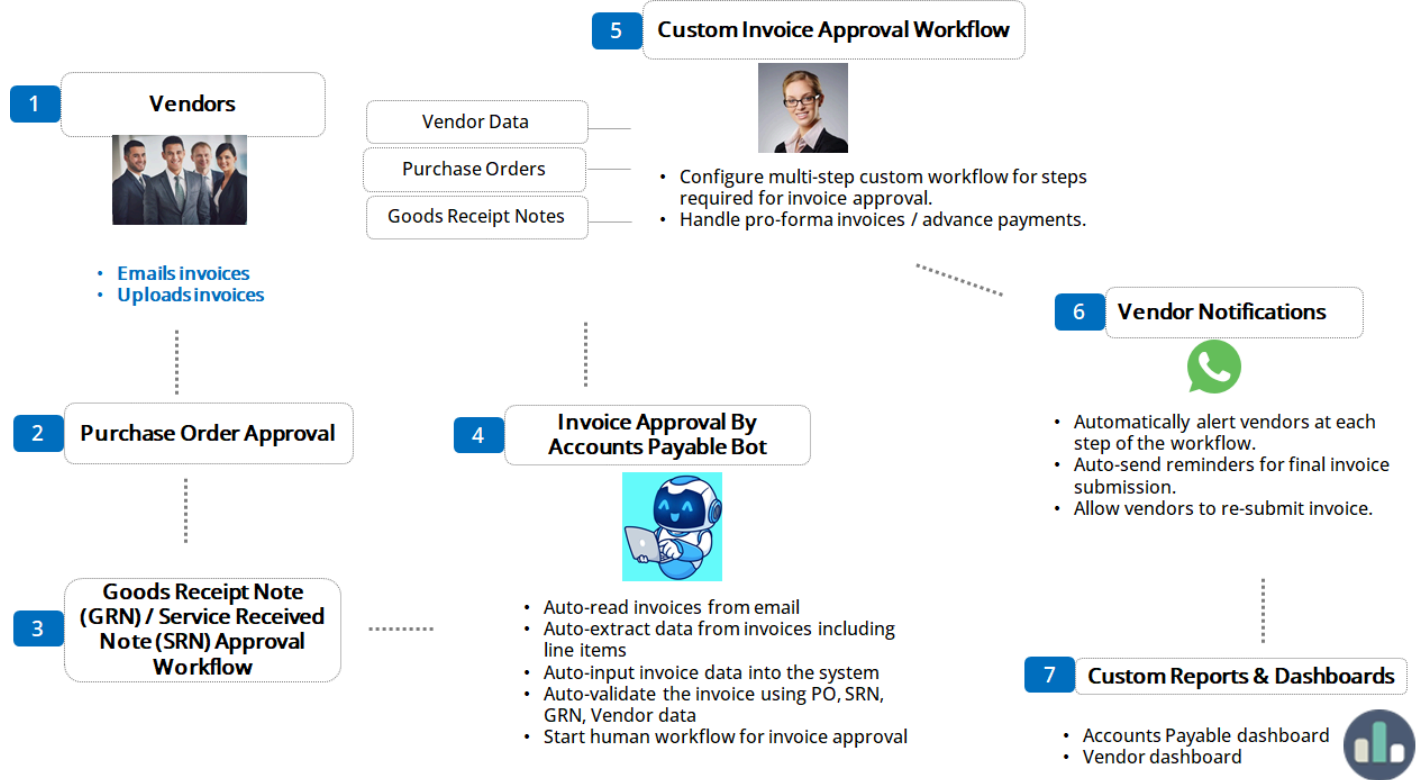 1
Vendors
• Emails invoices
• Uploads invoices
2
Purchase Order Approval
3
Goods Receipt Note
(GRN) / Service Received
Note (SRN) Approval
Workflow
4
Invoice Approval By
Accounts Payable Bot
• Auto-read invoices from email
• Auto-extract data from invoices including
line items
• Auto-input invoice data into the system
• Auto-validate the invoice using PO, SRN,
GRN, Vendor data
• Start human workflow for invoice approval
Vendor Data
Purchase Orders
Goods Receipt Notes
5
Custom Invoice Approval Workflow
• Configure multi-step custom workflow for steps
required for invoice approval.
• Handle pro-forma invoices / advance payments.
6
Vendor Notifications
• Automatically alert vendors at each
step of the workflow.
• Auto-send reminders for final invoice
submission.
• Allow vendors to re-submit invoice.
7
Custom Reports & Dashboards
• Accounts Payable dashboard
• Vendor dashboard